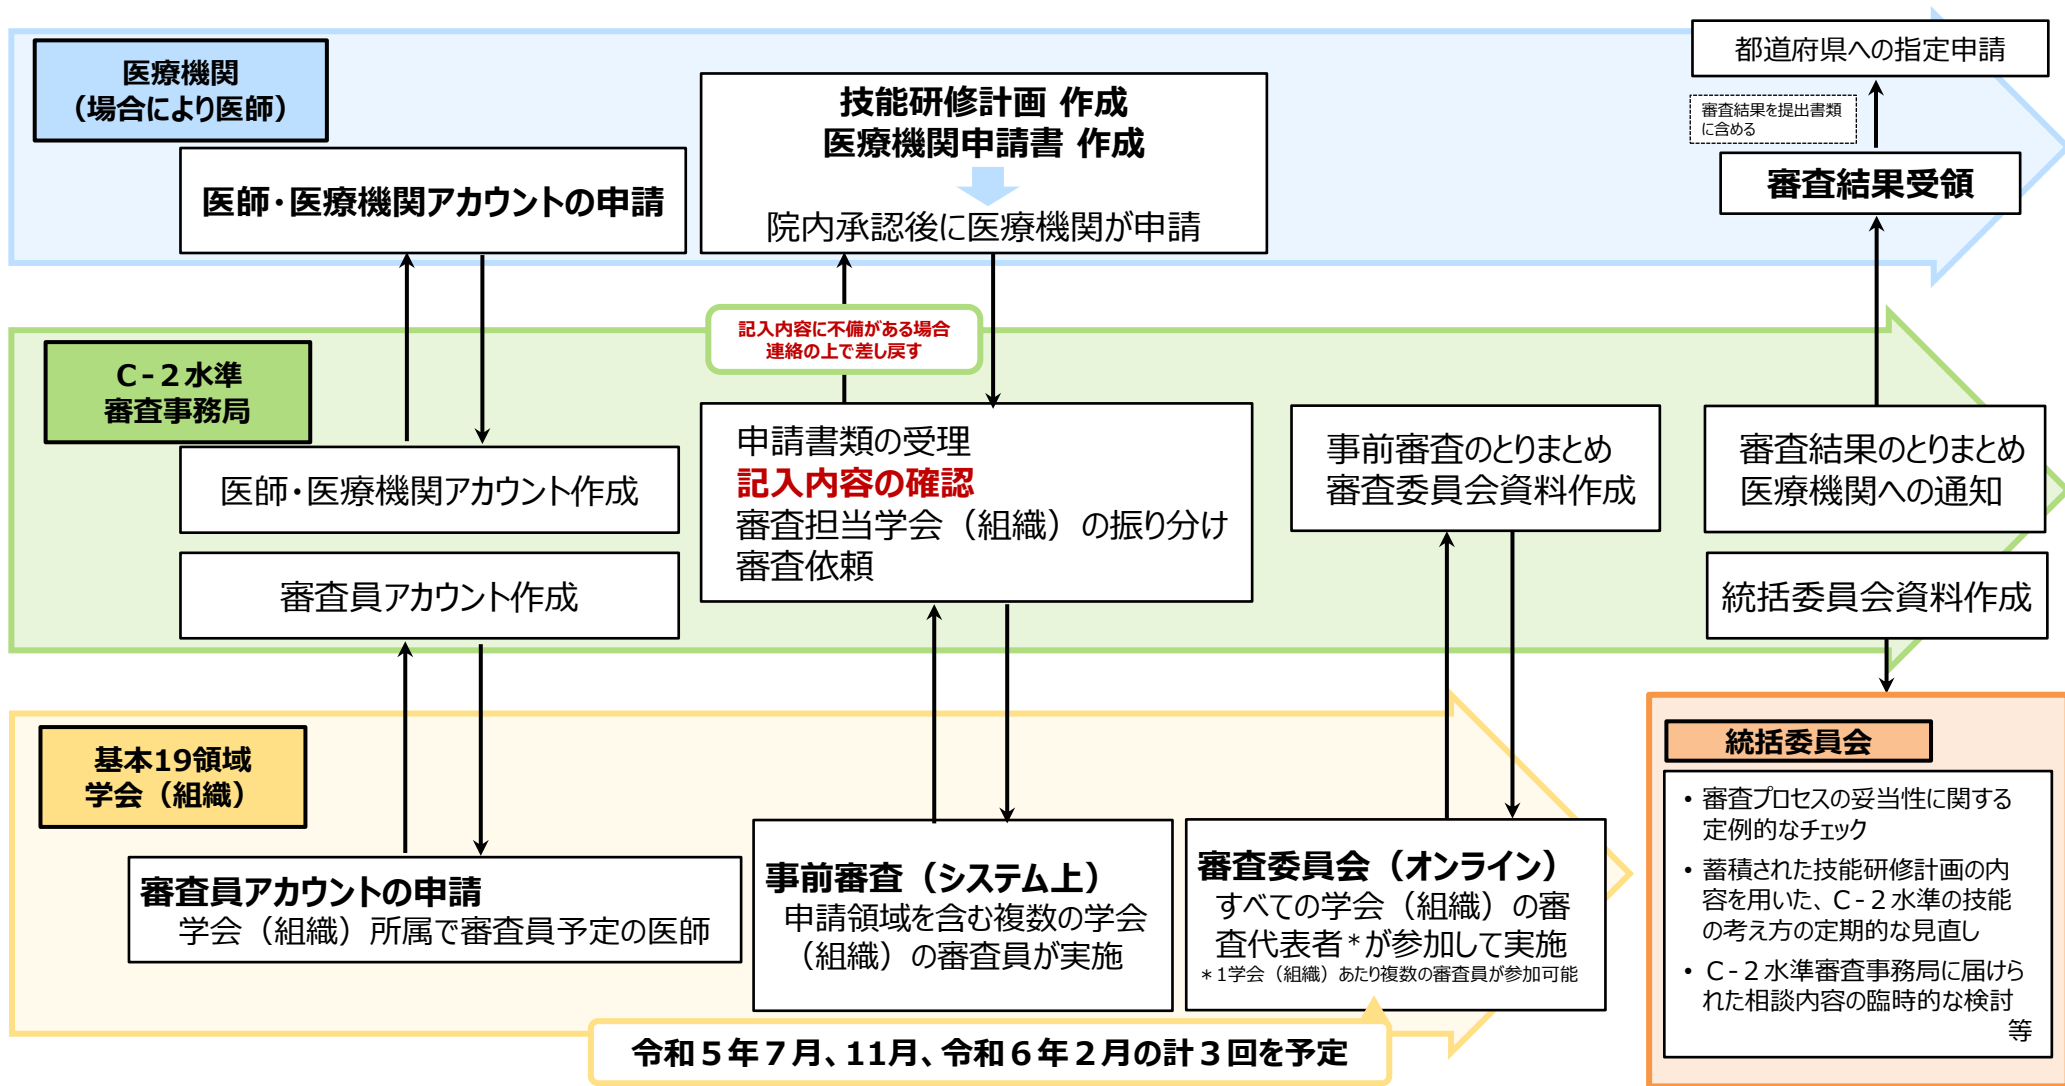 医療機関
（場合により医師）
医師・医療機関アカウントの申請
技能研修計画 作成
医療機関申請書 作成
院内承認後に医療機関が申請
都道府県への指定申請
審査結果を提出書類
に含める
審査結果受領
記入内容に不備がある場合
連絡の上で差し戻す
C-2水準
審査事務局
医師・医療機関アカウント作成
審査員アカウント作成
申請書類の受理
記入内容の確認
審査担当学会（組織）の振り分け
審査依頼
事前審査のとりまとめ
審査委員会資料作成
審査結果のとりまとめ
医療機関への通知
統括委員会資料作成
基本19領域
学会（組織）
審査員アカウントの申請
学会（組織）所属で審査員予定の医師
事前審査（システム上）
申請領域を含む複数の学会
（組織）の審査員が実施
審査委員会（オンライン）
すべての学会（組織）の審
査代表者*が参加して実施
*1学会（組織）あたり複数の審査員が参加可能
令和５年７月、11月、令和６年２月の計３回を予定
統括委員会
• 審査プロセスの妥当性に関する
定例的なチェック
• 蓄積された技能研修計画の内
容を用いた、C-2水準の技能
の考え方の定期的な見直し
• C-2水準審査事務局に届けら
れた相談内容の臨時的な検討
等